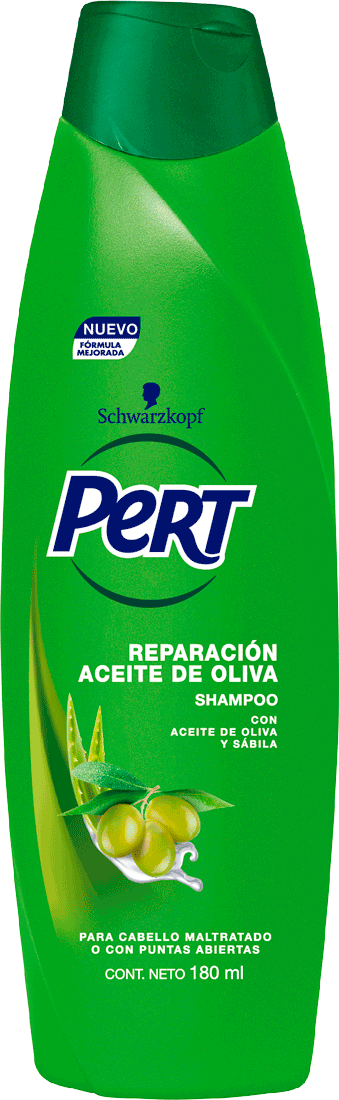 NUEVO
FÓRMULA
MEJORADA
Schwarzkopf
PERT
REPARACIÓN
ACEITE DE OLIVA
SHAMPOO
CON
ACEITE DE OLIVA
Y SÁBILA
PARA CABELLO MALTRATADO
O CON PUNTAS ABIERTAS
CONT. NETO 180 ml